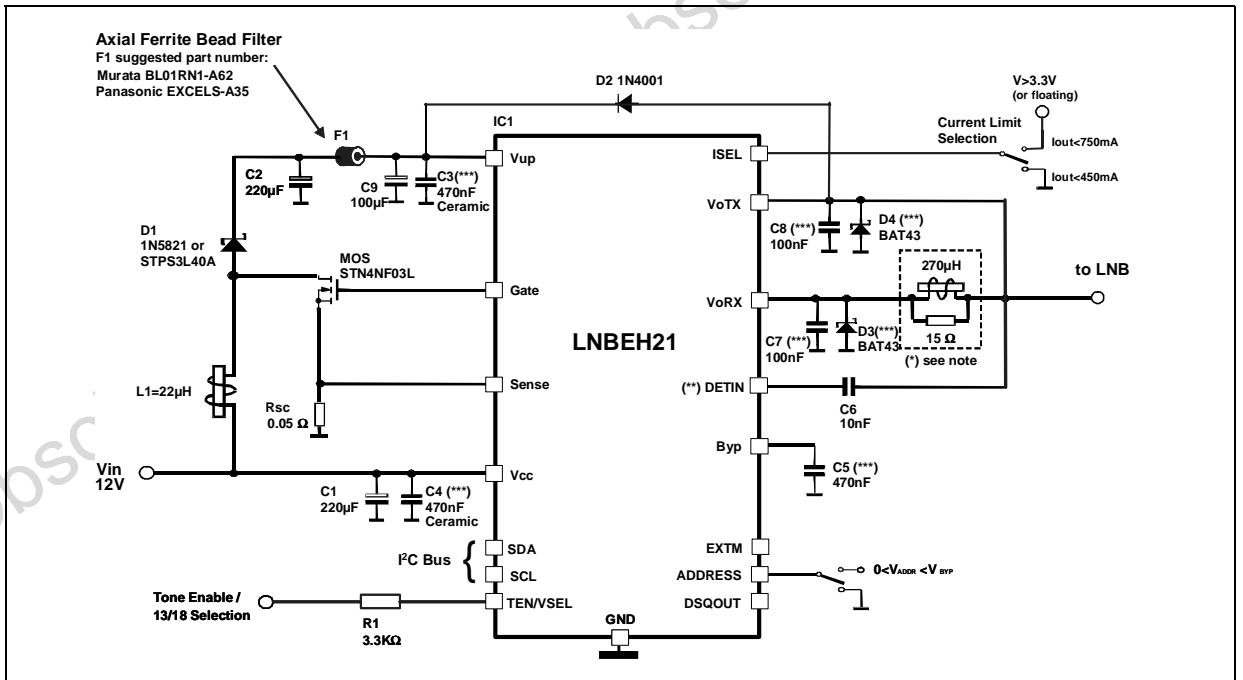 Axial Ferrite Bead Filter
F1 suggested part number:
Murata BL01RN1-A62
Panasonic EXCELS-A35
F1
C2
220µF
C9
100µF
C3(***)
470nF
Ceramic
D1
1N5821 or
STPS3L40A
MOS
STN4NF03L
L1=22µH
Rsc
0.05 Ω
Vin
12V
C1
220µF
C4 (***)
470nF
Ceramic
I²C Bus {
Tone Enable /
13/18 Selection
R1
3.3KΩ
D2 1N4001
IC1
Vup
Gate
Sense
Vcc
SDA
SCL
TEN/VSEL
LNBEH21
GND
ISEL
VoTX
VoRX
(**) DETIN
Byp
EXTM
ADDRESS
DSQOUT
V>3.3V
(or floating)
Current Limit
Selection
Iout<750mA
Iout<450mA
C8 (***)
100nF
D4 (***)
BAT43
270µH
15 Ω
(*) see note
to LNB
C7 (***)
100nF
D3(***)
BAT43
C6
10nF
C5 (***)
470nF
0<VADDR <V BYP